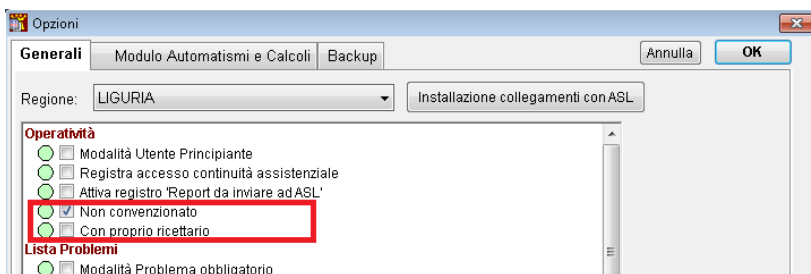 Opzioni
Generali Modulo Automatismi e Calcoli Backup Annulla OK
Regione: LIGURIA Installazione collegamenti con ASL
Operatività
Modalità Utente Principiante
Registra accesso continuità assistenziale
Attiva registro 'Report da inviare ad ASL'
Non convenzionato
Con proprio ricettario
Lista Problemi
Modalità Problema obbligatorio